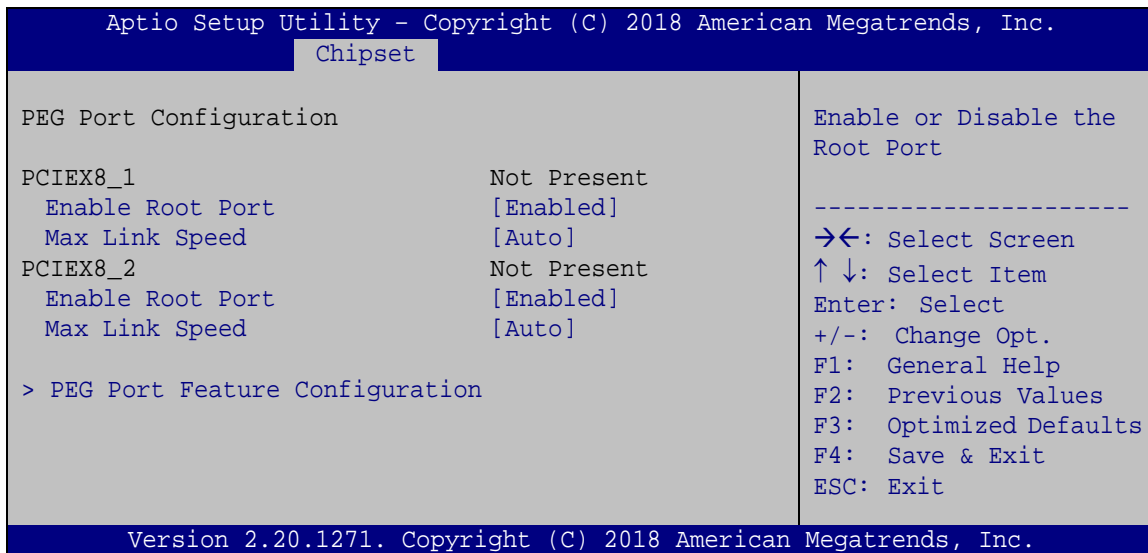 Aptio Setup Utility – Copyright (C) 2018 American Megatrends, Inc.
Chipset
PEG Port Configuration
PCIEX8_1 Not Present
Enable Root Port [Enabled]
Max Link Speed [Auto]
PCIEX8_2 Not Present
Enable Root Port [Enabled]
Max Link Speed [Auto]
> PEG Port Feature Configuration
Enable or Disable the
Root Port
----------------------
→←: Select Screen
↑ ↓: Select Item
Enter: Select
+/-: Change Opt.
F1: General Help
F2: Previous Values
F3: Optimized Defaults
F4: Save & Exit
ESC: Exit
Version 2.20.1271. Copyright (C) 2018 American Megatrends, Inc.